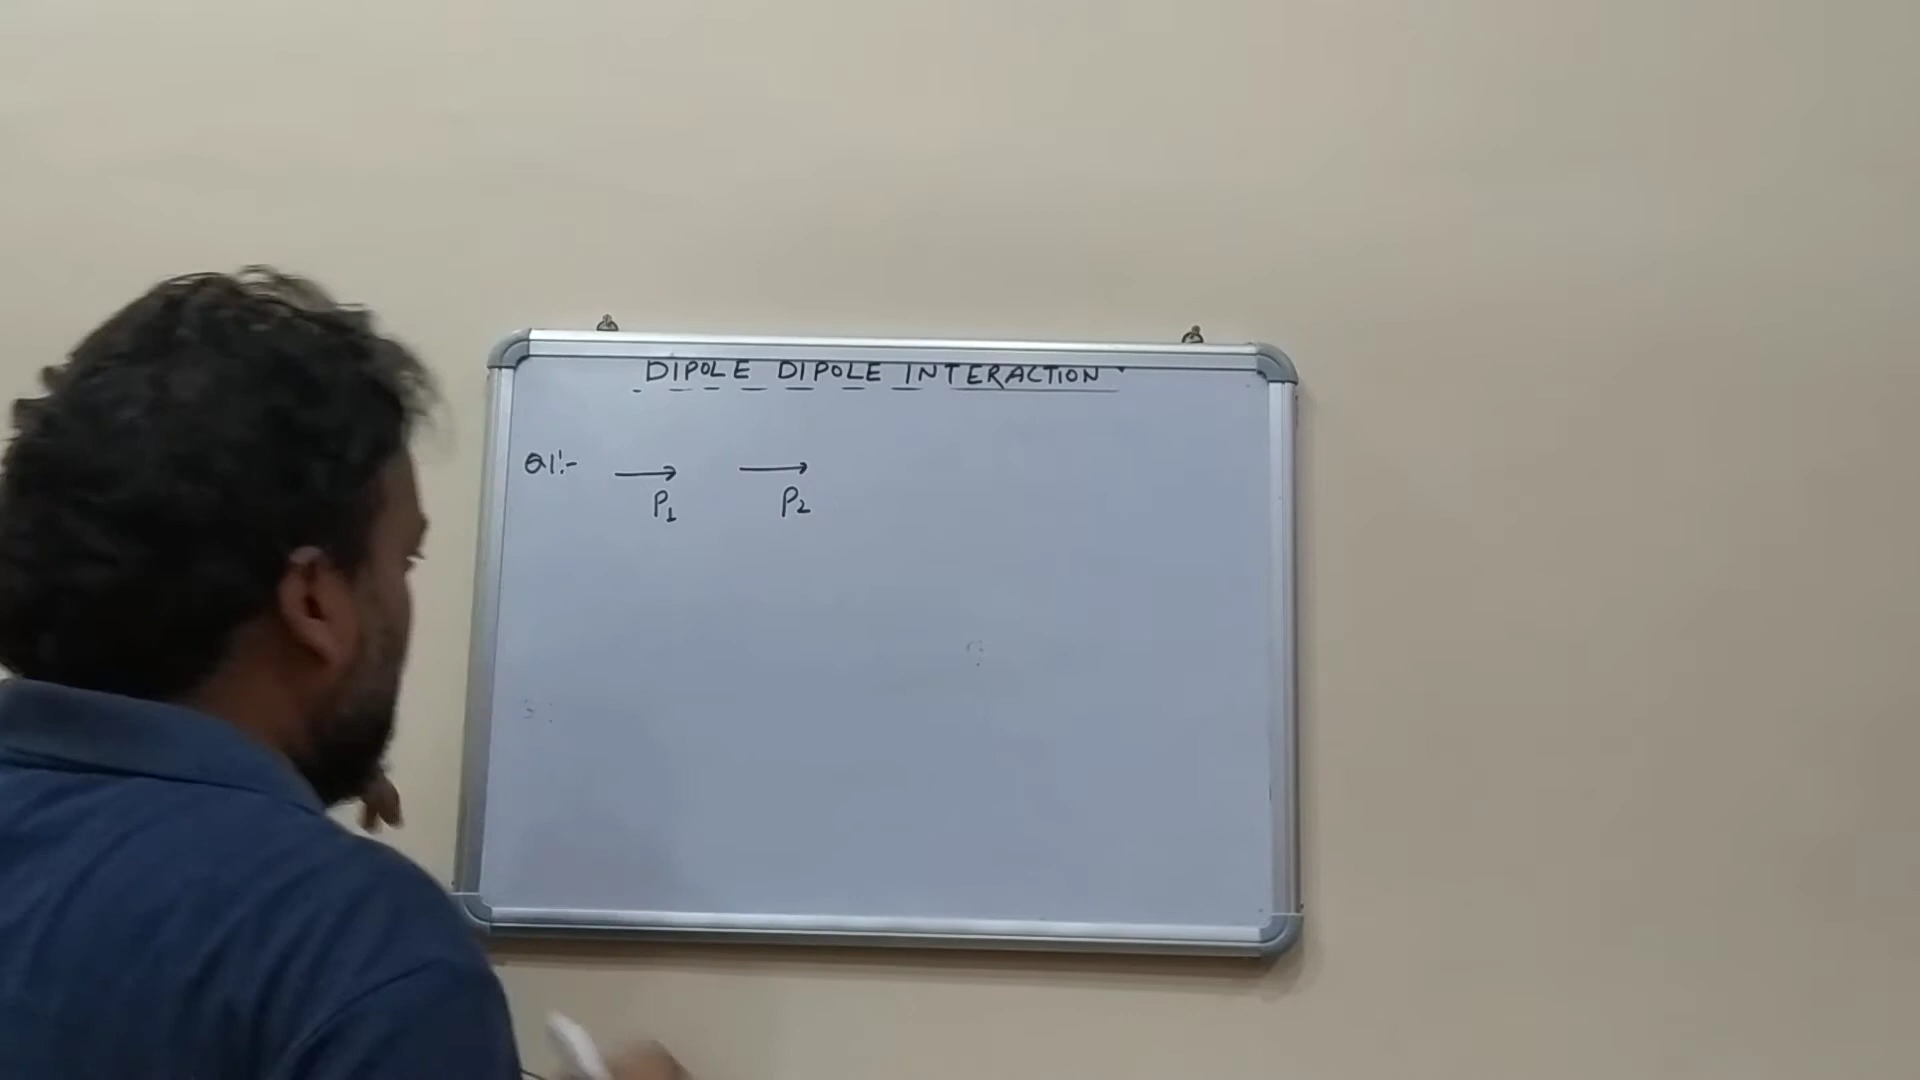 DIPOLE DIPOLE INTERACTION
Q1:-
P1 P2